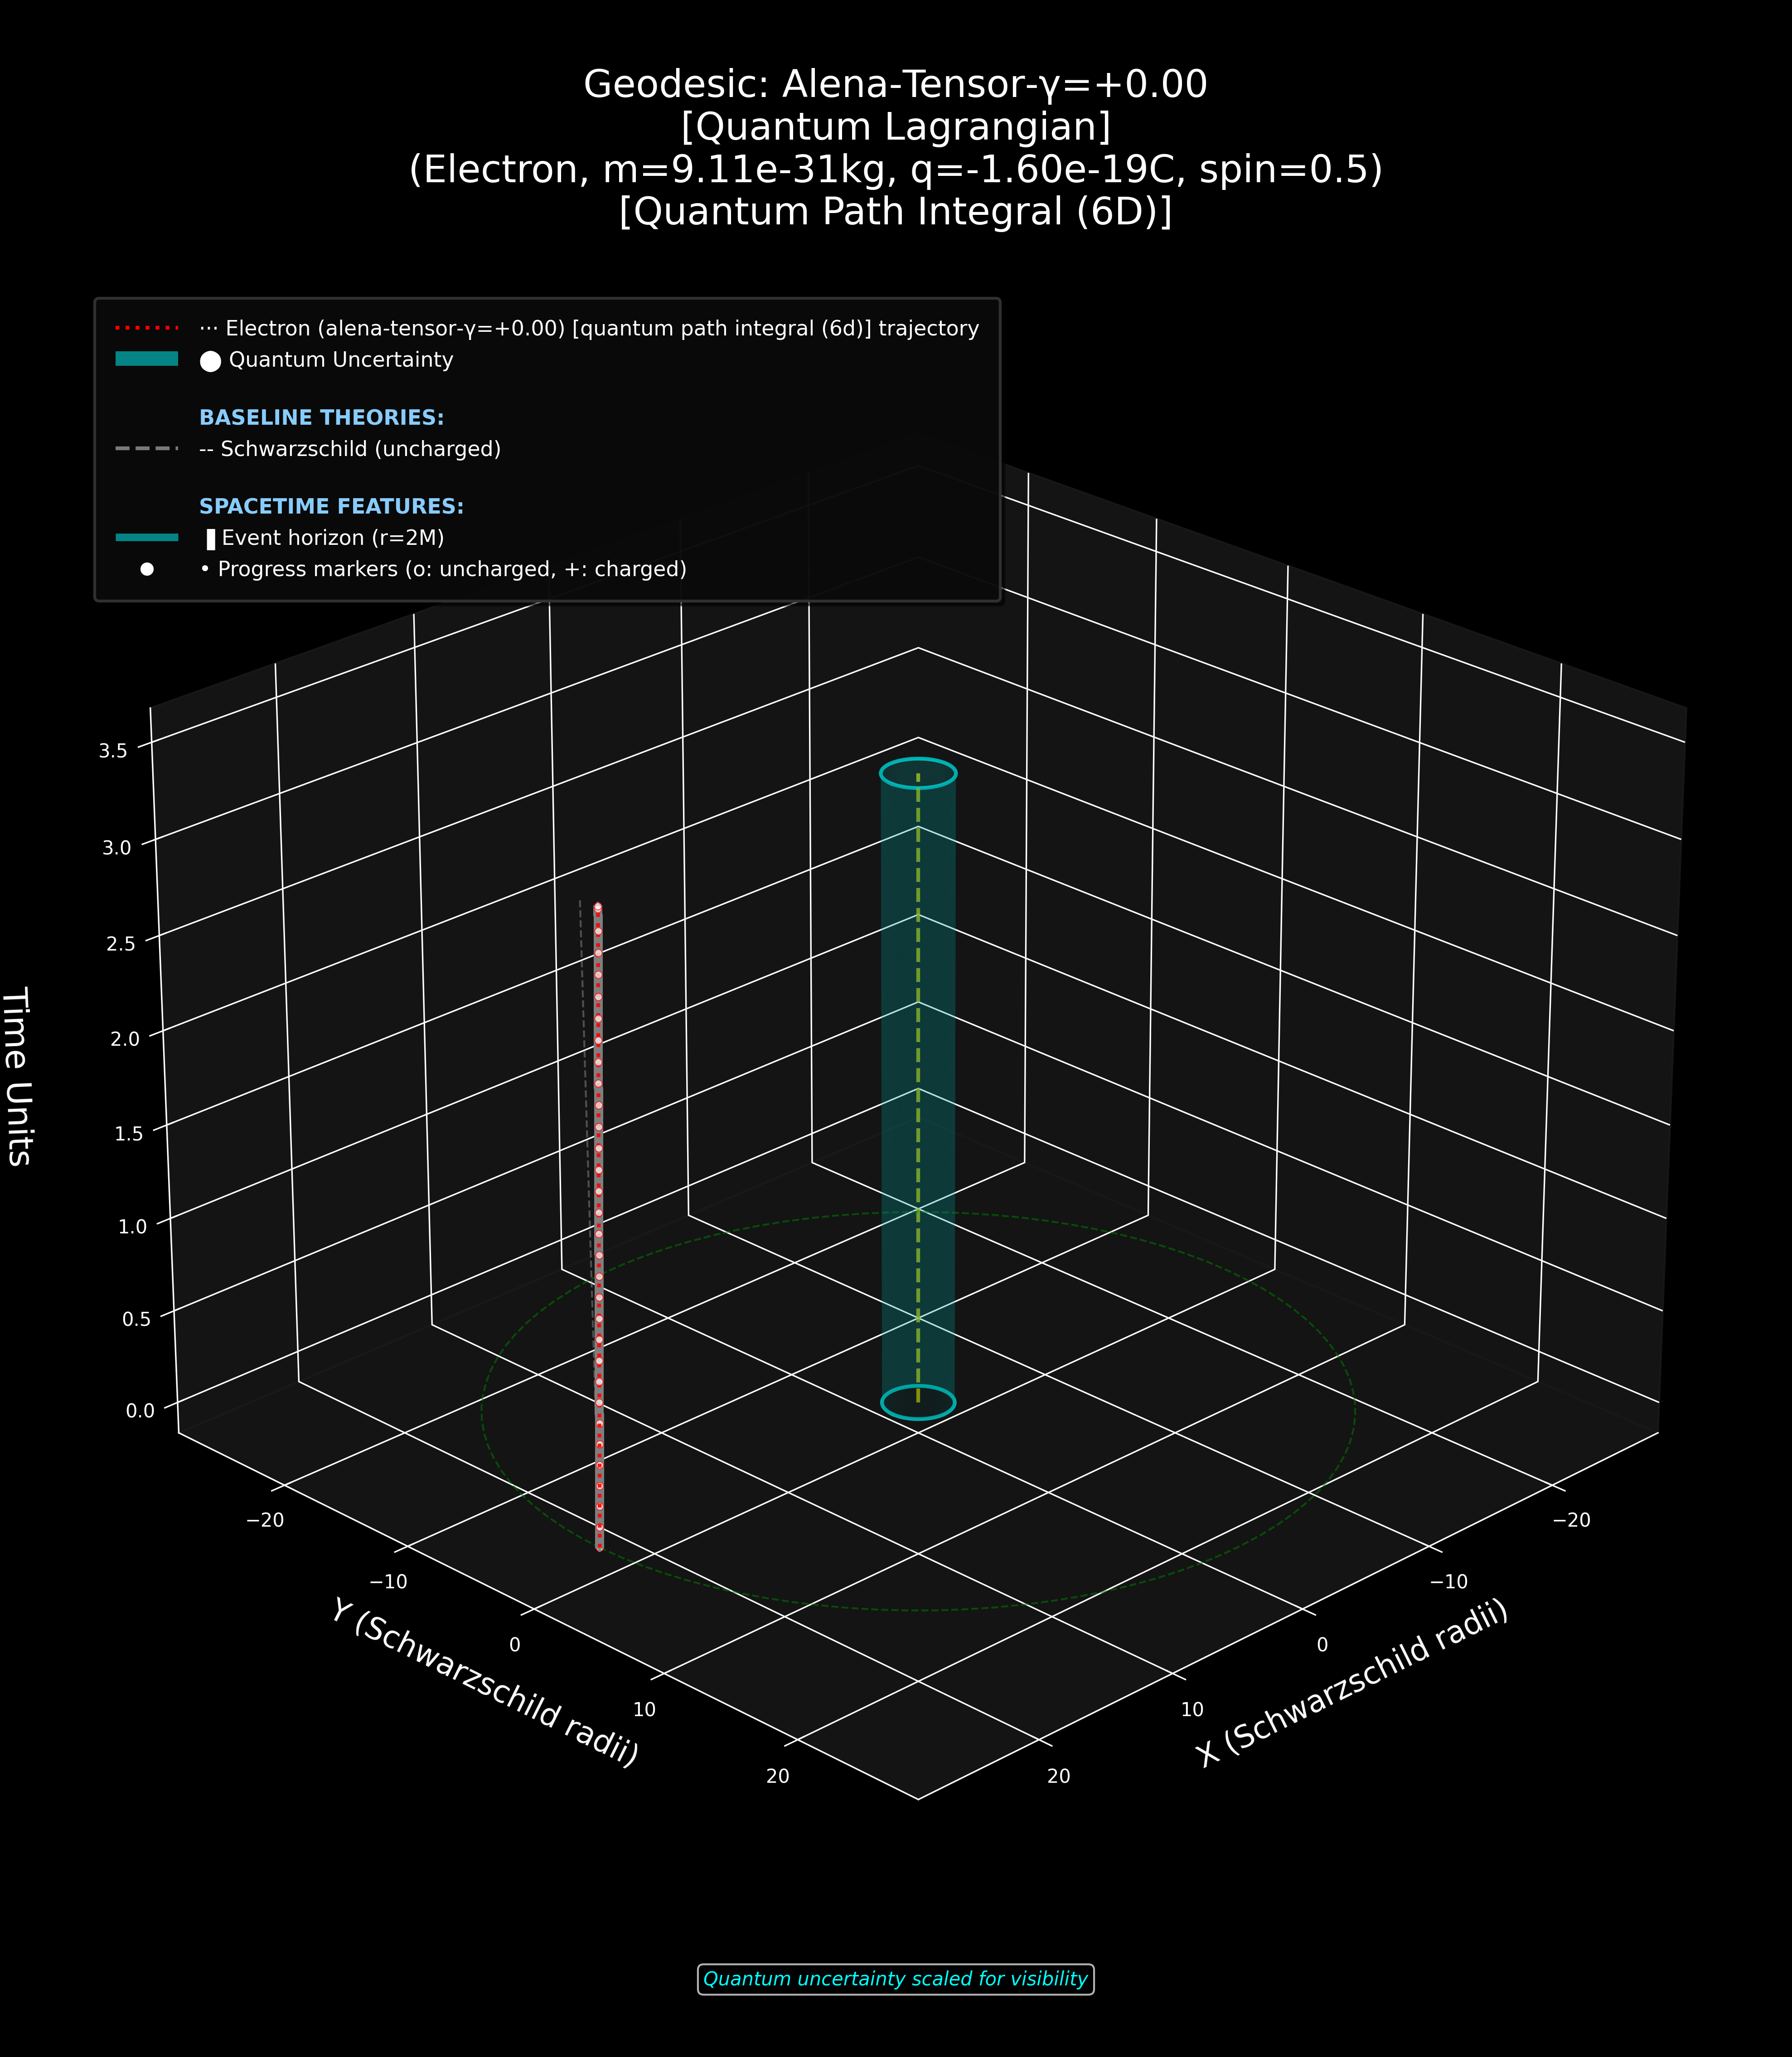 Geodesic: Alena-Tensor-γ=+0.00
[Quantum Lagrangian]
(Electron, m=9.11e-31kg, q=-1.60e-19C, spin=0.5)
[Quantum Path Integral (6D)]
··· Electron (alena-tensor-γ=+0.00) [quantum path integral (6d)] trajectory
● Quantum Uncertainty
BASELINE THEORIES:
-- Schwarzschild (uncharged)
SPACETIME FEATURES:
▐ Event horizon (r=2M)
• Progress markers (o: uncharged, +: charged)
3.5
3.0
2.5
2.0
1.5
1.0
0.5
0.0
Time Units
−20
−10
0
10
20
Y (Schwarzschild radii)
−20
−10
0
10
20
X (Schwarzschild radii)
Quantum uncertainty scaled for visibility